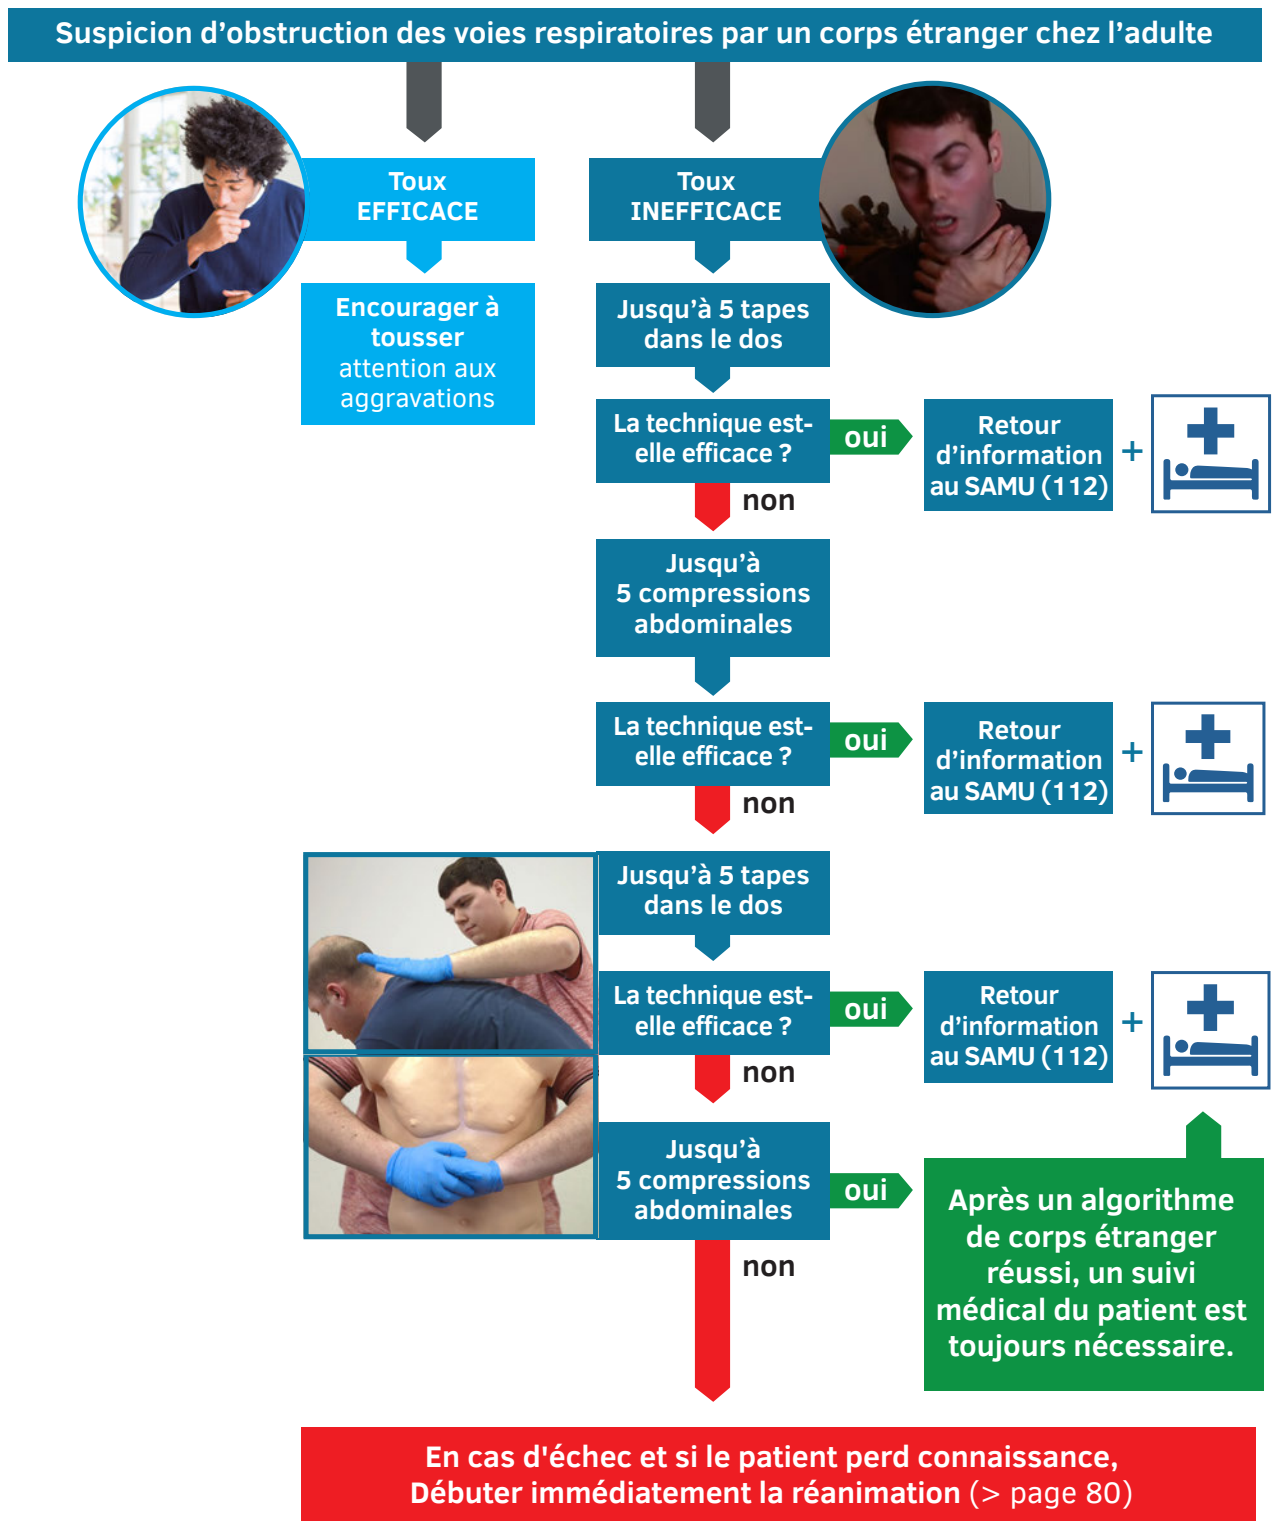 Suspicion d’obstruction des voies respiratoires par un corps étranger chez l’adulte
Toux
EFFICACE
Encourager à
tousser
attention aux
aggravations
Toux
INEFFICACE
Jusqu’à 5 tapes
dans le dos
La technique est-
elle efficace ?
oui
Retour
d’information
au SAMU (112)
+
non
Jusqu’à
5 compressions
abdominales
La technique est-
elle efficace ?
oui
Retour
d’information
au SAMU (112)
+
non
Jusqu’à 5 tapes
dans le dos
La technique est-
elle efficace ?
oui
Retour
d’information
au SAMU (112)
+
non
Jusqu’à
5 compressions
abdominales
oui
Après un algorithme
de corps étranger
réussi, un suivi
médical du patient est
toujours nécessaire.
non
En cas d'échec et si le patient perd connaissance,
Débuter immédiatement la réanimation (> page 80)